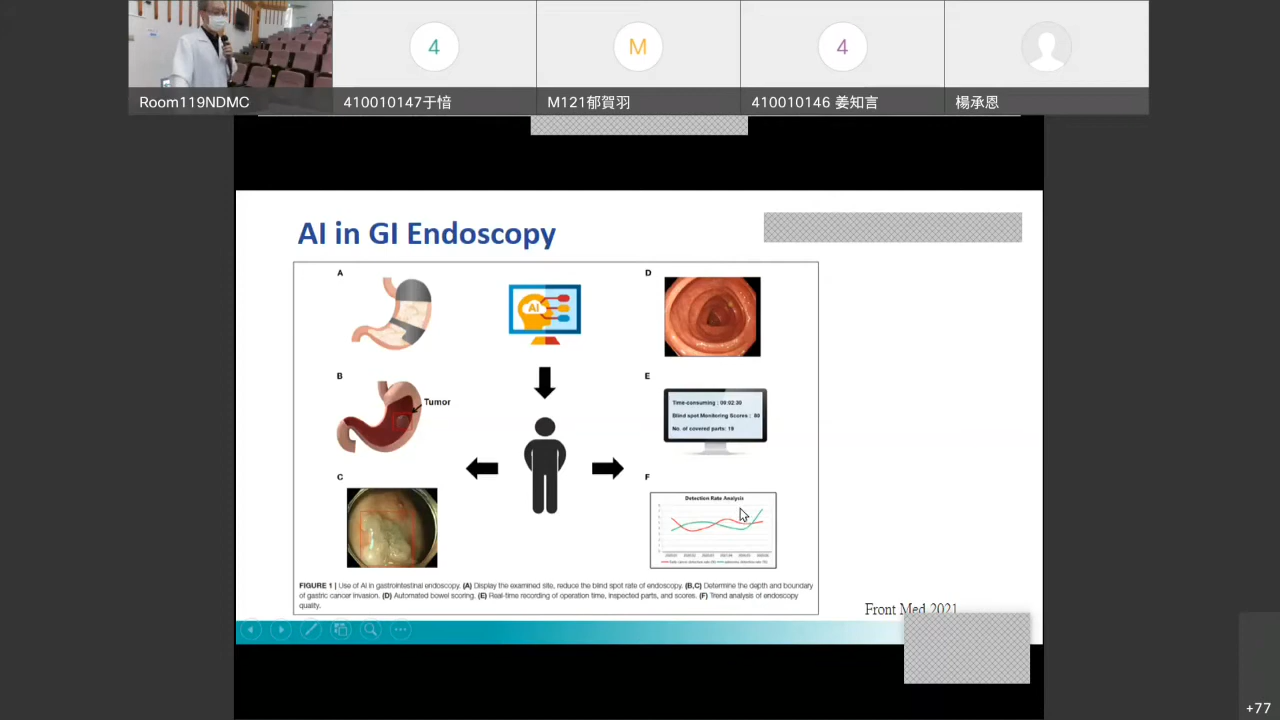 Room119NDMC
4
410010147于愔
M
M121郁賀羽
4
410010146 姜知言
楊承恩
AI in GI Endoscopy
A
AI
B
Tumor
C
D
E
Time-consuming : 00:02:39
Blind spot Monitoring Scores : 80
No. of covered parts: 18
F
Detection Rate Analysis
FIGURE 1 | Use of AI in gastrointestinal endoscopy. (A) Display the examined site, reduce the blind spot rate of endoscopy. (B,C) Determine the depth and boundary
of gastric cancer invasion. (D) Automated bowel scoring. (E) Real-time recording of operation time, inspected parts, and scores. (F) Trend analysis of endoscopy
quality.
Front Med 2021
+77